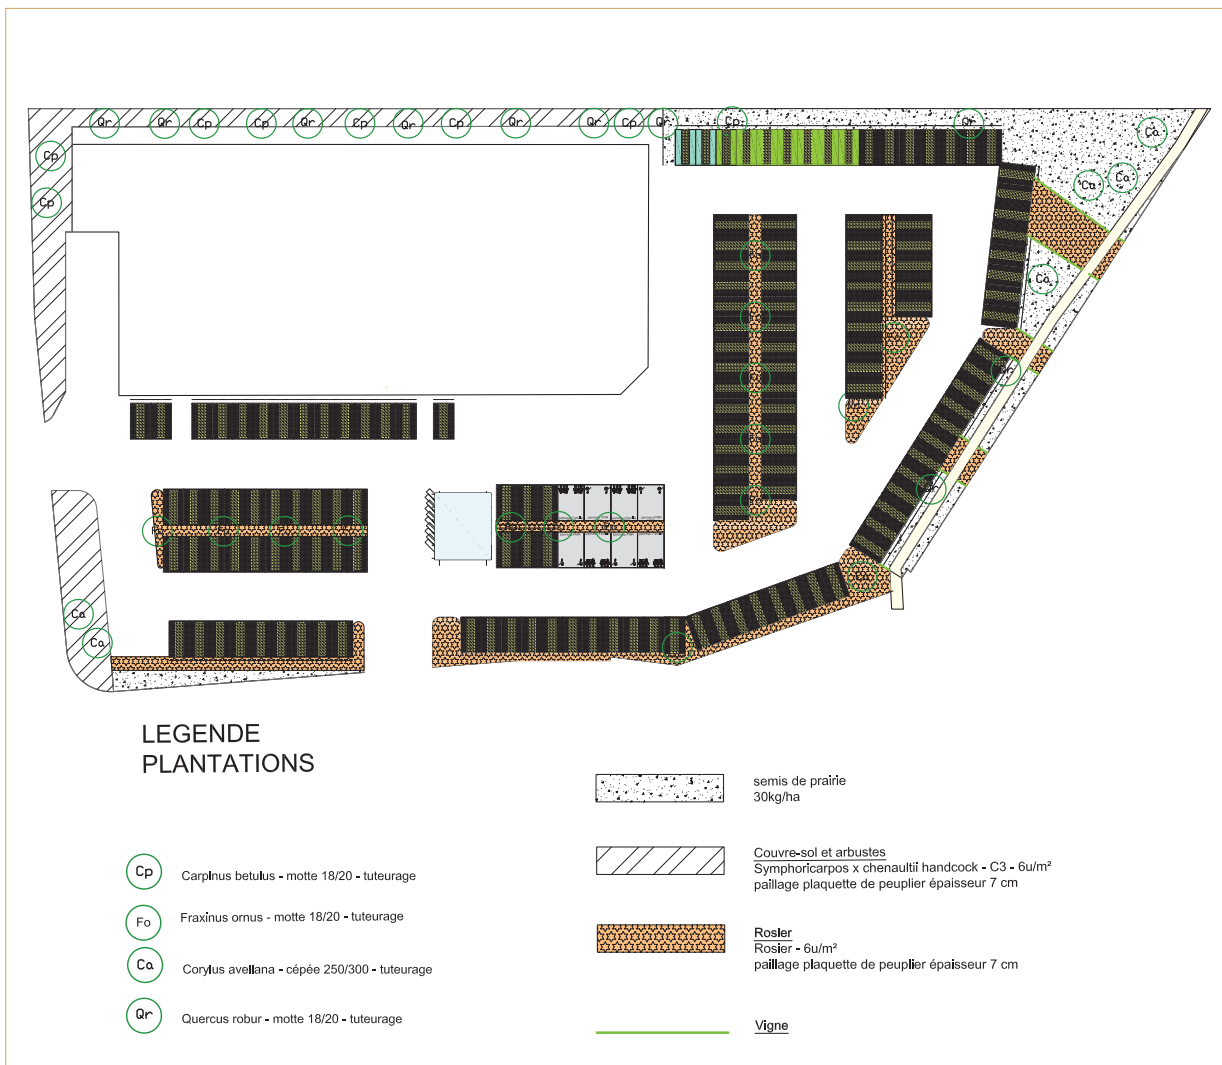 Qr Qr Cp Cp Qr Cp Qr Cp Qr Qr Cp Qr Cp Qr Ca
Cp
Ca Ca
Cp
Ca
Qr
Ca
Ca
LEGENDE
PLANTATIONS
semis de prairie
30kg/ha
Couvre-sol et arbustes
Symphoricarpos x chenaultii handcock - C3 - 6u/m²
paillage plaquette de peuplier épaisseur 7 cm
Cp Carpinus betulus - motte 18/20 - tuteurage
Fo Fraxinus ornus - motte 18/20 - tuteurage
Rosier
Rosier - 6u/m²
paillage plaquette de peuplier épaisseur 7 cm
Ca Corylus avellana - cépée 250/300 - tuteurage
Qr Quercus robur - motte 18/20 - tuteurage
Vigne